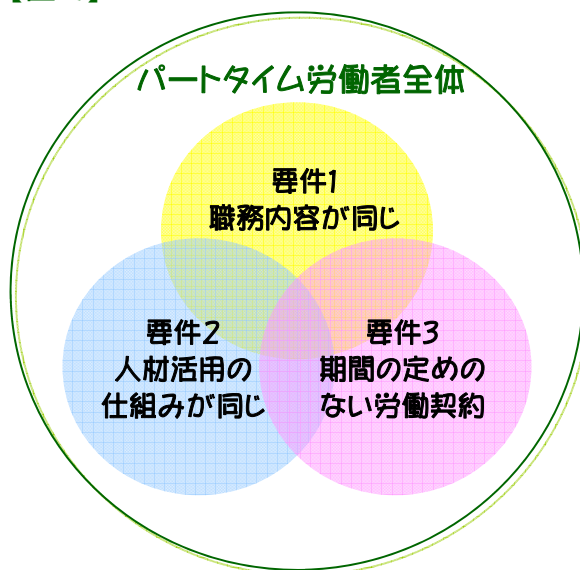 パートタイム労働者全体
要件1
職務内容が同じ
要件2
人材活用の
仕組みが同じ
要件3
期間の定めの
ない労働契約